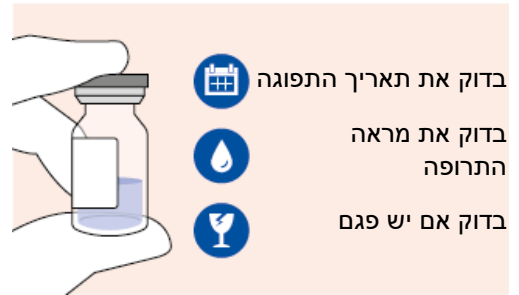 בדוק את תאריך התפוגה
בדוק את מראה
התרופה
בדוק אם יש פגם